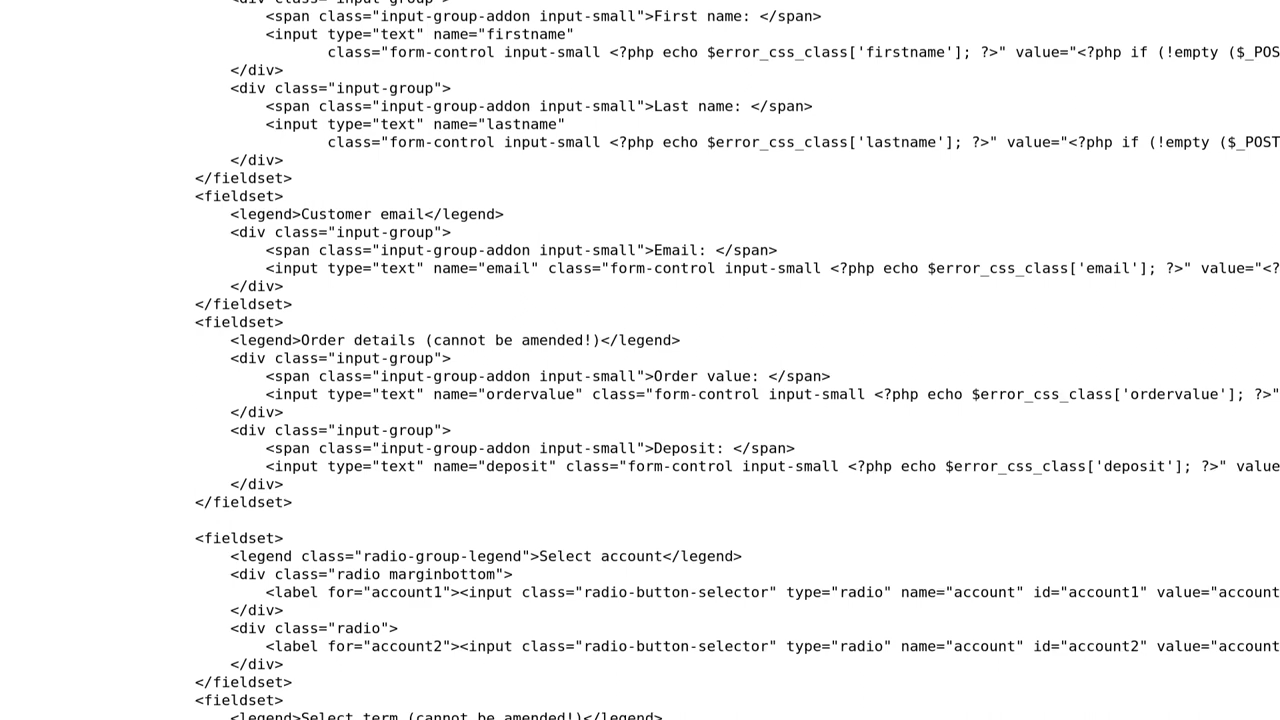 <div class="input-group">
<span class="input-group-addon input-small">First name: </span>
<input type="text" name="firstname"
class="form-control input-small <?php echo $error_css_class['firstname']; ?>" value="<?php if (!empty ($_POS
</div>
<div class="input-group">
<span class="input-group-addon input-small">Last name: </span>
<input type="text" name="lastname"
class="form-control input-small <?php echo $error_css_class['lastname']; ?>" value="<?php if (!empty ($_POST
</div>
</fieldset>
<fieldset>
<legend>Customer email</legend>
<div class="input-group">
<span class="input-group-addon input-small">Email: </span>
<input type="text" name="email" class="form-control input-small <?php echo $error_css_class['email']; ?>" value="<?
</div>
</fieldset>
<fieldset>
<legend>Order details (cannot be amended!)</legend>
<div class="input-group">
<span class="input-group-addon input-small">Order value: </span>
<input type="text" name="ordervalue" class="form-control input-small <?php echo $error_css_class['ordervalue']; ?>"
</div>
<div class="input-group">
<span class="input-group-addon input-small">Deposit: </span>
<input type="text" name="deposit" class="form-control input-small <?php echo $error_css_class['deposit']; ?>" value
</div>
</fieldset>
<fieldset>
<legend class="radio-group-legend">Select account</legend>
<div class="radio marginbottom">
<label for="account1"><input class="radio-button-selector" type="radio" name="account" id="account1" value="account
</div>
<div class="radio">
<label for="account2"><input class="radio-button-selector" type="radio" name="account" id="account2" value="account
</div>
</fieldset>
<fieldset>
<legend>Select term (cannot be amended!)</legend>